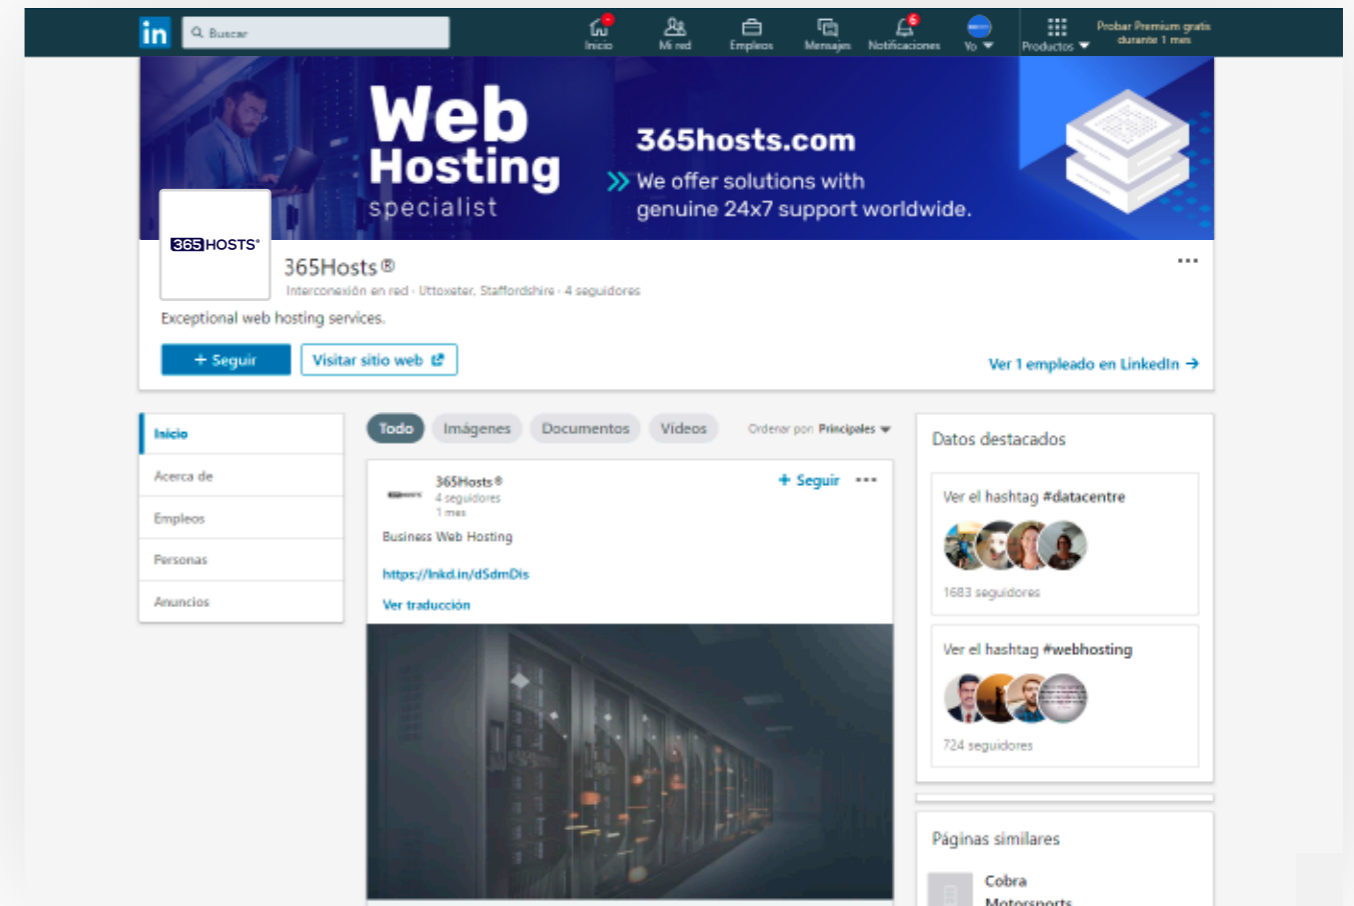 in
Buscar
Inicio
Mi red
Empleos
Mensajes
6
Notificaciones
Yo
Productos
Probar Premium gratis
durante 1 mes
Web
Hosting
specialist
365hosts.com
We offer solutions with
genuine 24x7 support worldwide.
365 HOSTS®
365Hosts®
Interconexión en red · Uttoxeter, Staffordshire · 4 seguidores
Exceptional web hosting services.
+ Seguir
Visitar sitio web
Ver 1 empleado en LinkedIn →
Inicio
Acerca de
Empleos
Personas
Anuncios
Todo
Imágenes
Documentos
Vídeos
Ordenar por: Principales
365Hosts®
4 seguidores
1 mes
+ Seguir
Business Web Hosting
https://lnkd.in/dSdmDis
Ver traducción
Datos destacados
Ver el hashtag #datacentre
1683 seguidores
Ver el hashtag #webhosting
724 seguidores
Páginas similares
Cobra
Motorsports